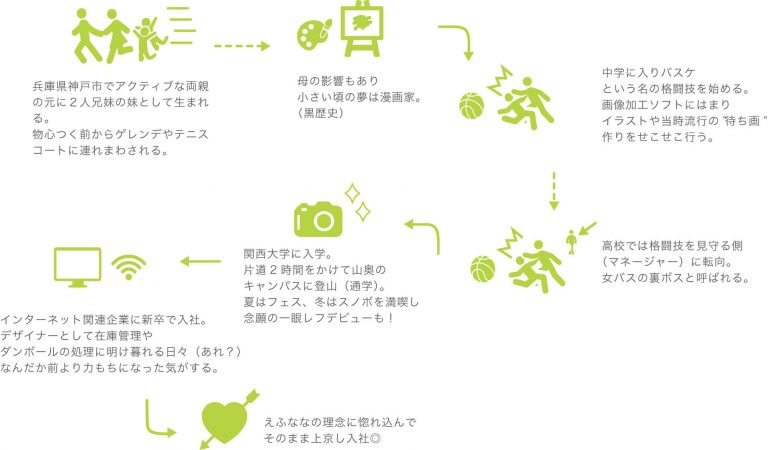 兵庫県神戸市でアクティブな両親
の元に２人兄妹の妹として生まれ
る。
物心つく前からゲレンデやテニス
コートに連れまわされる。
母の影響もあり
小さい頃の夢は漫画家。
（黒歴史）
中学に入りバスケ
という名の格闘技を始める。
画像加工ソフトにはまり
イラストや当時流行の“待ち画”
作りをせこせこ行う。
高校では格闘技を見守る側
（マネージャー）に転向。
女バスの裏ボスと呼ばれる。
関西大学に入学。
片道２時間をかけて山奥の
キャンパスに登山（通学）。
夏はフェス、冬はスノボを満喫し
念願の一眼レフデビューも！
インターネット関連企業に新卒で入社。
デザイナーとして在庫管理や
ダンボールの処理に明け暮れる日々（あれ？）
なんだか前より力もちになった気がする。
えふななの理念に惚れ込んで
そのまま上京し入社◎